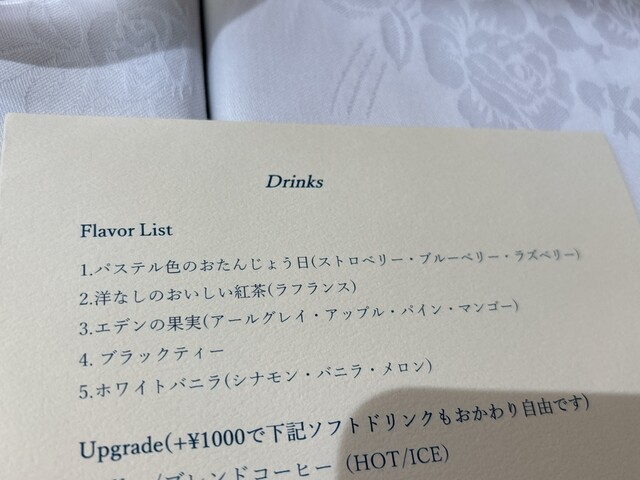 Drinks
Flavor List
1.パステル色のおたんじょう日(ストロベリー・ブルーベリー・ラズベリー)
2.洋なしのおいしい紅茶(ラフランス)
3.エデンの果実(アールグレイ・アップル・パイン・マンゴー)
4. ブラックティー
5.ホワイトバニラ(シナモン・バニラ・メロン)
Upgrade(+¥1000で下記ソフトドリンクもおかわり自由です)
ブレンドコーヒー（HOT/ICE）